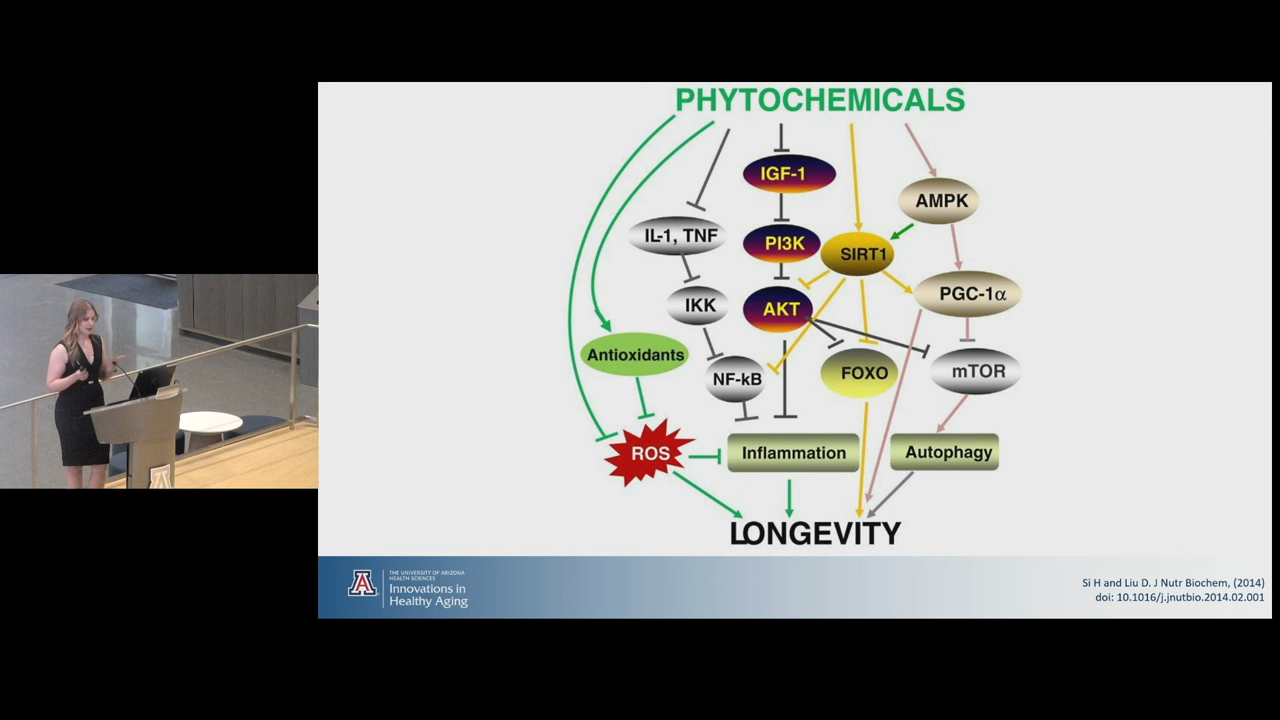 PHYTOCHEMICALS
IGF-1
AMPK
IL-1, TNF
PI3K
SIRT1
IKK
AKT
PGC-1α
Antioxidants
NF-kB
FOXO
mTOR
ROS
Inflammation
Autophagy
LONGEVITY
THE UNIVERSITY OF ARIZONA
HEALTH SCIENCES
Innovations in
Healthy Aging
Si H and Liu D. J Nutr Biochem, (2014)
doi: 10.1016/j.jnutbio.2014.02.001